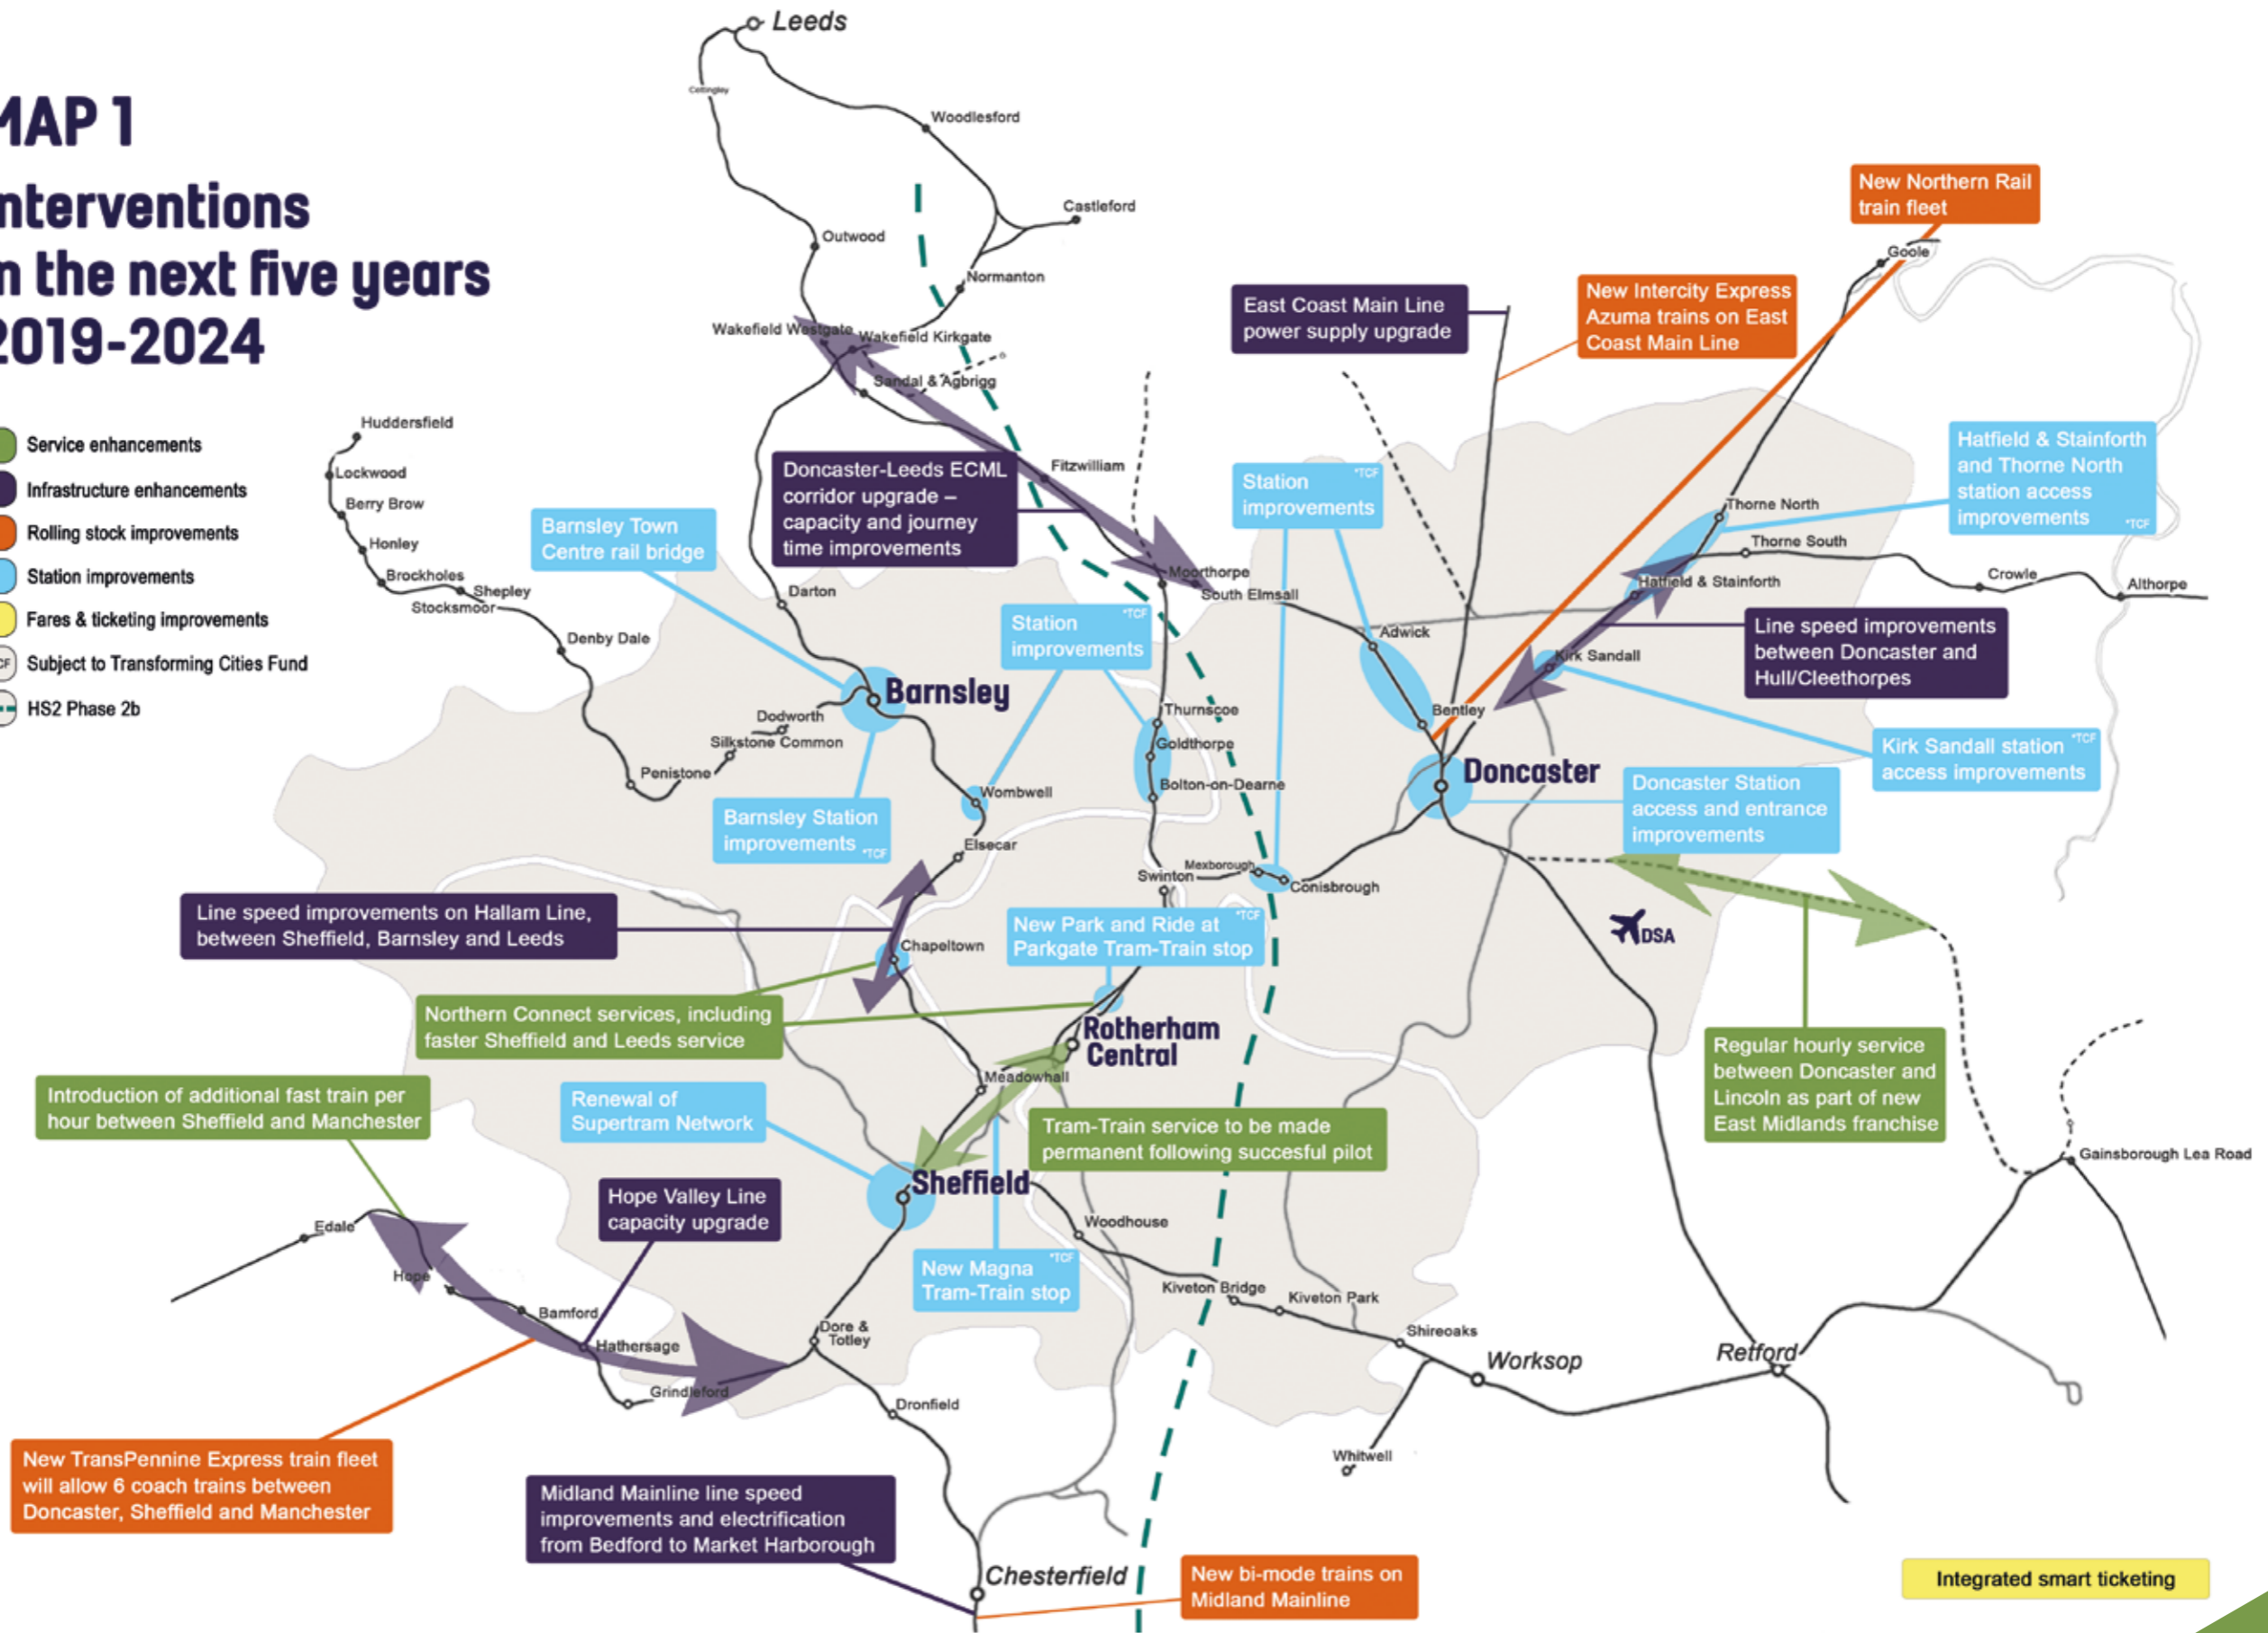 MAP 1
nterventions
n the next five years
2019-2024
Service enhancements
Infrastructure enhancements
Rolling stock improvements
Station improvements
Fares & ticketing improvements
CF
Subject to Transforming Cities Fund
HS2 Phase 2b
Leeds
Cottingley
Woodlesford
Castleford
Outwood
Normanton
Wakefield Westgate
Wakefield Kirkgate
Sandal & Agbrigg
Fitzwilliam
Moorthorpe
South Elmsall
Huddersfield
Lockwood
Berry Brow
Honley
Brockholes
Shepley
Stocksmoor
Denby Dale
Penistone
Silkstone Common
Dodworth
Barnsley
Darton
Wombwell
Elsecar
Chapeltown
Meadowhall
Thurnscoe
Goldthorpe
Bolton-on-Dearne
Swinton
Mexborough
Conisbrough
Rotherham
Central
Sheffield
Adwick
Bentley
Doncaster
Kirk Sandall
Hatfield & Stainforth
Thorne North
Thorne South
Crowle
Althorpe
Goole
DSA
Gainsborough Lea Road
Retford
Worksop
Shireoaks
Whitwell
Kiveton Park
Kiveton Bridge
Woodhouse
Dore &
Totley
Dronfield
Chesterfield
Edale
Hope
Bamford
Hathersage
Grindleford
New Northern Rail
train fleet
East Coast Main Line
power supply upgrade
New Intercity Express
Azuma trains on East
Coast Main Line
Hatfield & Stainforth
and Thorne North
station access
improvements *TCF
Doncaster-Leeds ECML
corridor upgrade –
capacity and journey
time improvements
Station *TCF
improvements
Barnsley Town
Centre rail bridge
Station *TCF
improvements
Line speed improvements
between Doncaster and
Hull/Cleethorpes
Kirk Sandall station *TCF
access improvements
Doncaster Station
access and entrance
improvements
Barnsley Station
improvements *TCF
Line speed improvements on Hallam Line,
between Sheffield, Barnsley and Leeds
New Park and Ride at *TCF
Parkgate Tram-Train stop
Northern Connect services, including
faster Sheffield and Leeds service
Regular hourly service
between Doncaster and
Lincoln as part of new
East Midlands franchise
Introduction of additional fast train per
hour between Sheffield and Manchester
Renewal of
Supertram Network
Tram-Train service to be made
permanent following succesful pilot
Hope Valley Line
capacity upgrade
New Magna *TCF
Tram-Train stop
New TransPennine Express train fleet
will allow 6 coach trains between
Doncaster, Sheffield and Manchester
Midland Mainline line speed
improvements and electrification
from Bedford to Market Harborough
New bi-mode trains on
Midland Mainline
Integrated smart ticketing